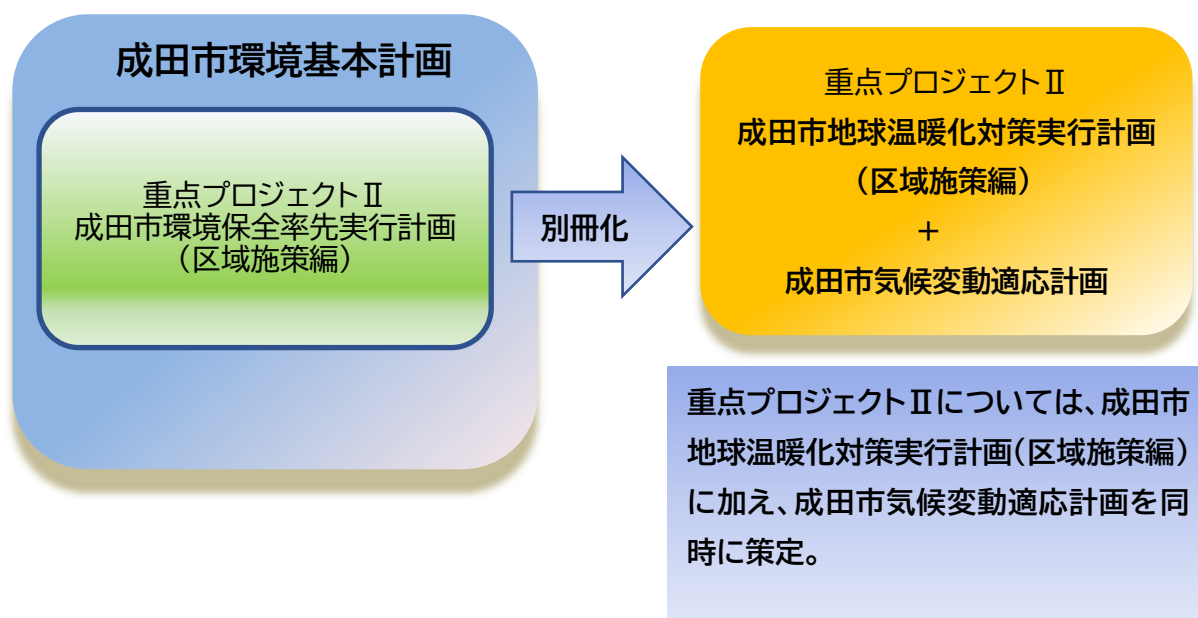 成田市環境基本計画
重点プロジェクトⅡ
成田市環境保全率先実行計画
（区域施策編）
別冊化
重点プロジェクトⅡ
成田市地球温暖化対策実行計画
（区域施策編）
＋
成田市気候変動適応計画
重点プロジェクトⅡについては、成田市
地球温暖化対策実行計画（区域施策編）
に加え、成田市気候変動適応計画を同
時に策定。